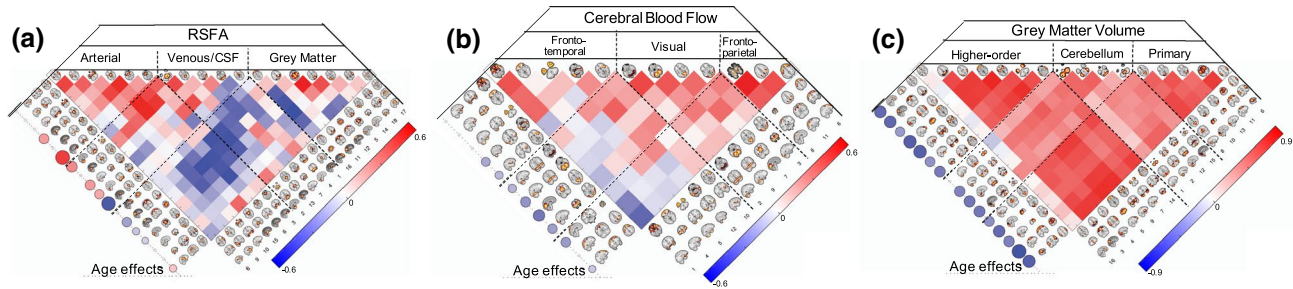 (a)
RSFA
Arterial
Venous/CSF
Grey Matter
0.6
0
-0.6
Age effects
(b)
Cerebral Blood Flow
Fronto-
temporal
Visual
Fronto-
parietal
0.6
0
-0.6
Age effects
(c)
Grey Matter Volume
Higher-order
Cerebellum
Primary
0.9
0
-0.9
Age effects